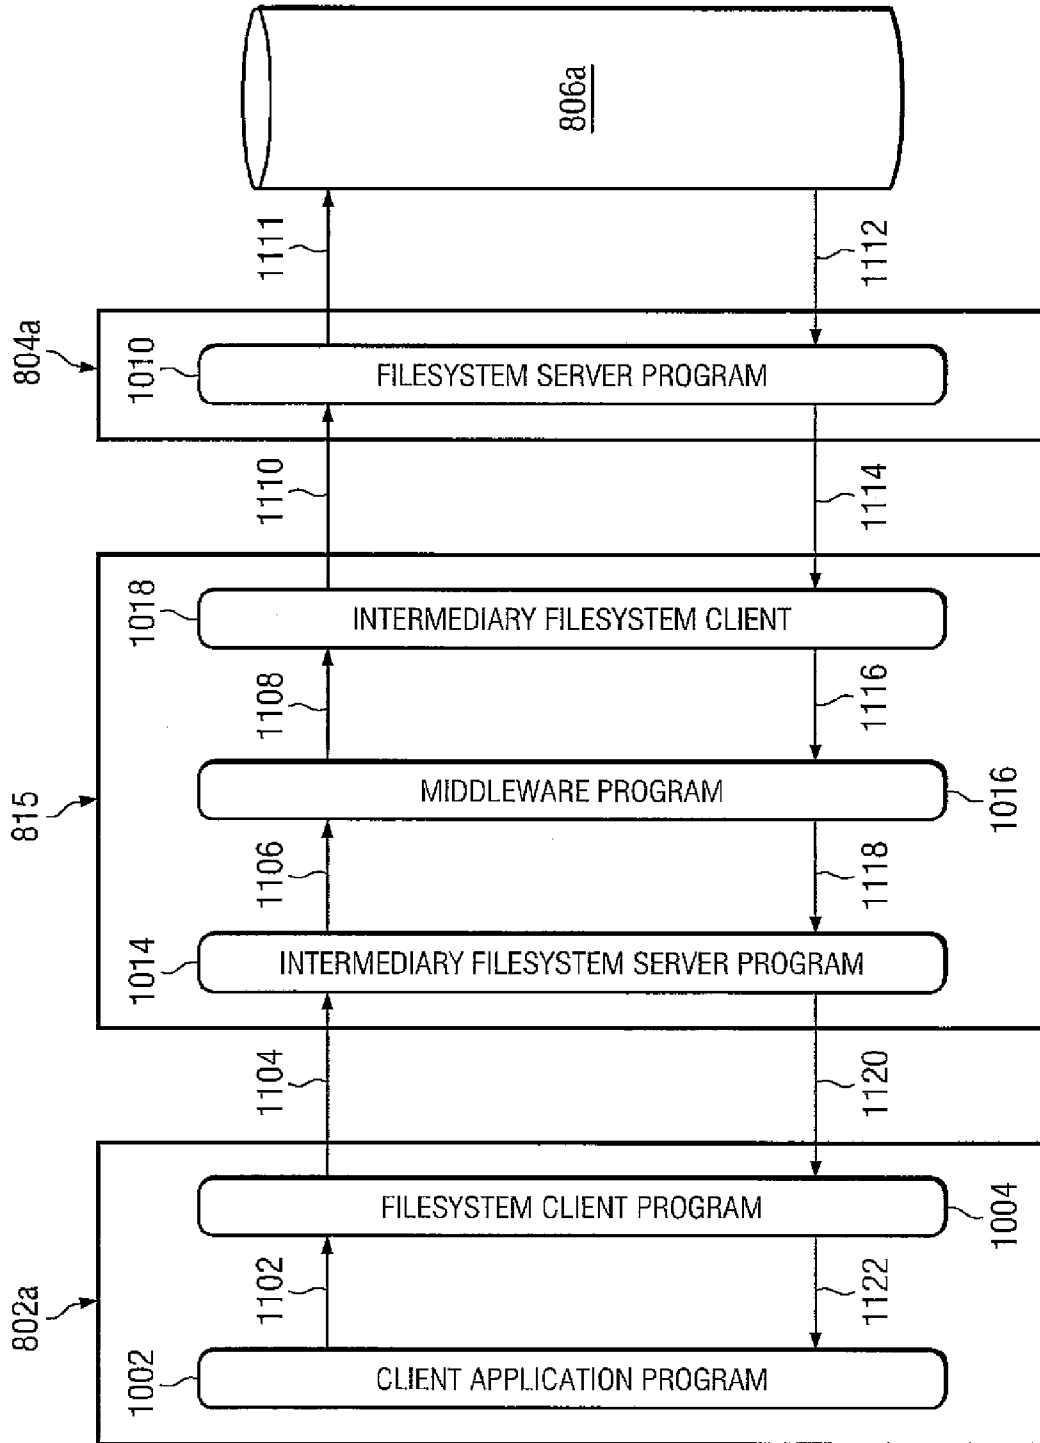 806a
1111
1112
804a
1010
FILESYSTEM SERVER PROGRAM
1110
1114
1018
INTERMEDIARY FILESYSTEM CLIENT
1108
1116
815
MIDDLEWARE PROGRAM
1016
1106
1118
1014
INTERMEDIARY FILESYSTEM SERVER PROGRAM
1104
1120
FILESYSTEM CLIENT PROGRAM
1004
802a
1102
1122
1002
CLIENT APPLICATION PROGRAM